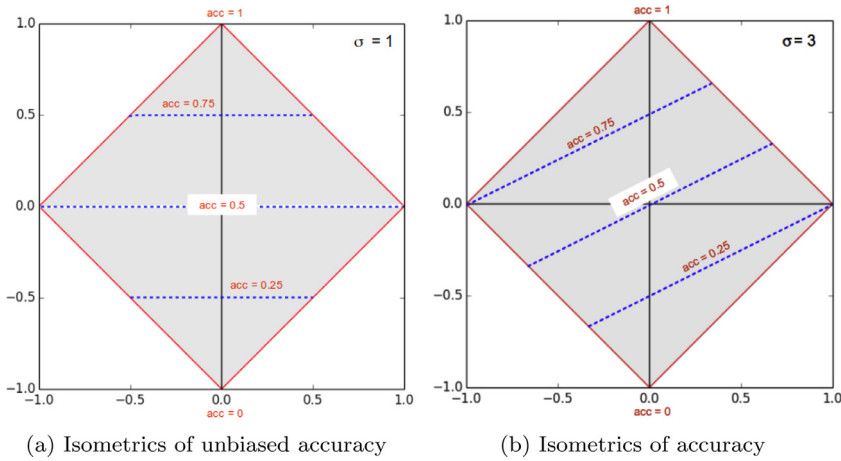 acc = 1
σ = 1
1.0
0.5
0.0
−0.5
−1.0
acc = 0.75
acc = 0.5
acc = 0.25
−1.0 −0.5 0.0 0.5 1.0
acc = 0
(a) Isometrics of unbiased accuracy
acc = 1
σ= 3
1.0
0.5
0.0
−0.5
−1.0
acc = 0.75
acc = 0.5
acc = 0.25
−1.0 −0.5 0.0 0.5 1.0
acc = 0
(b) Isometrics of accuracy